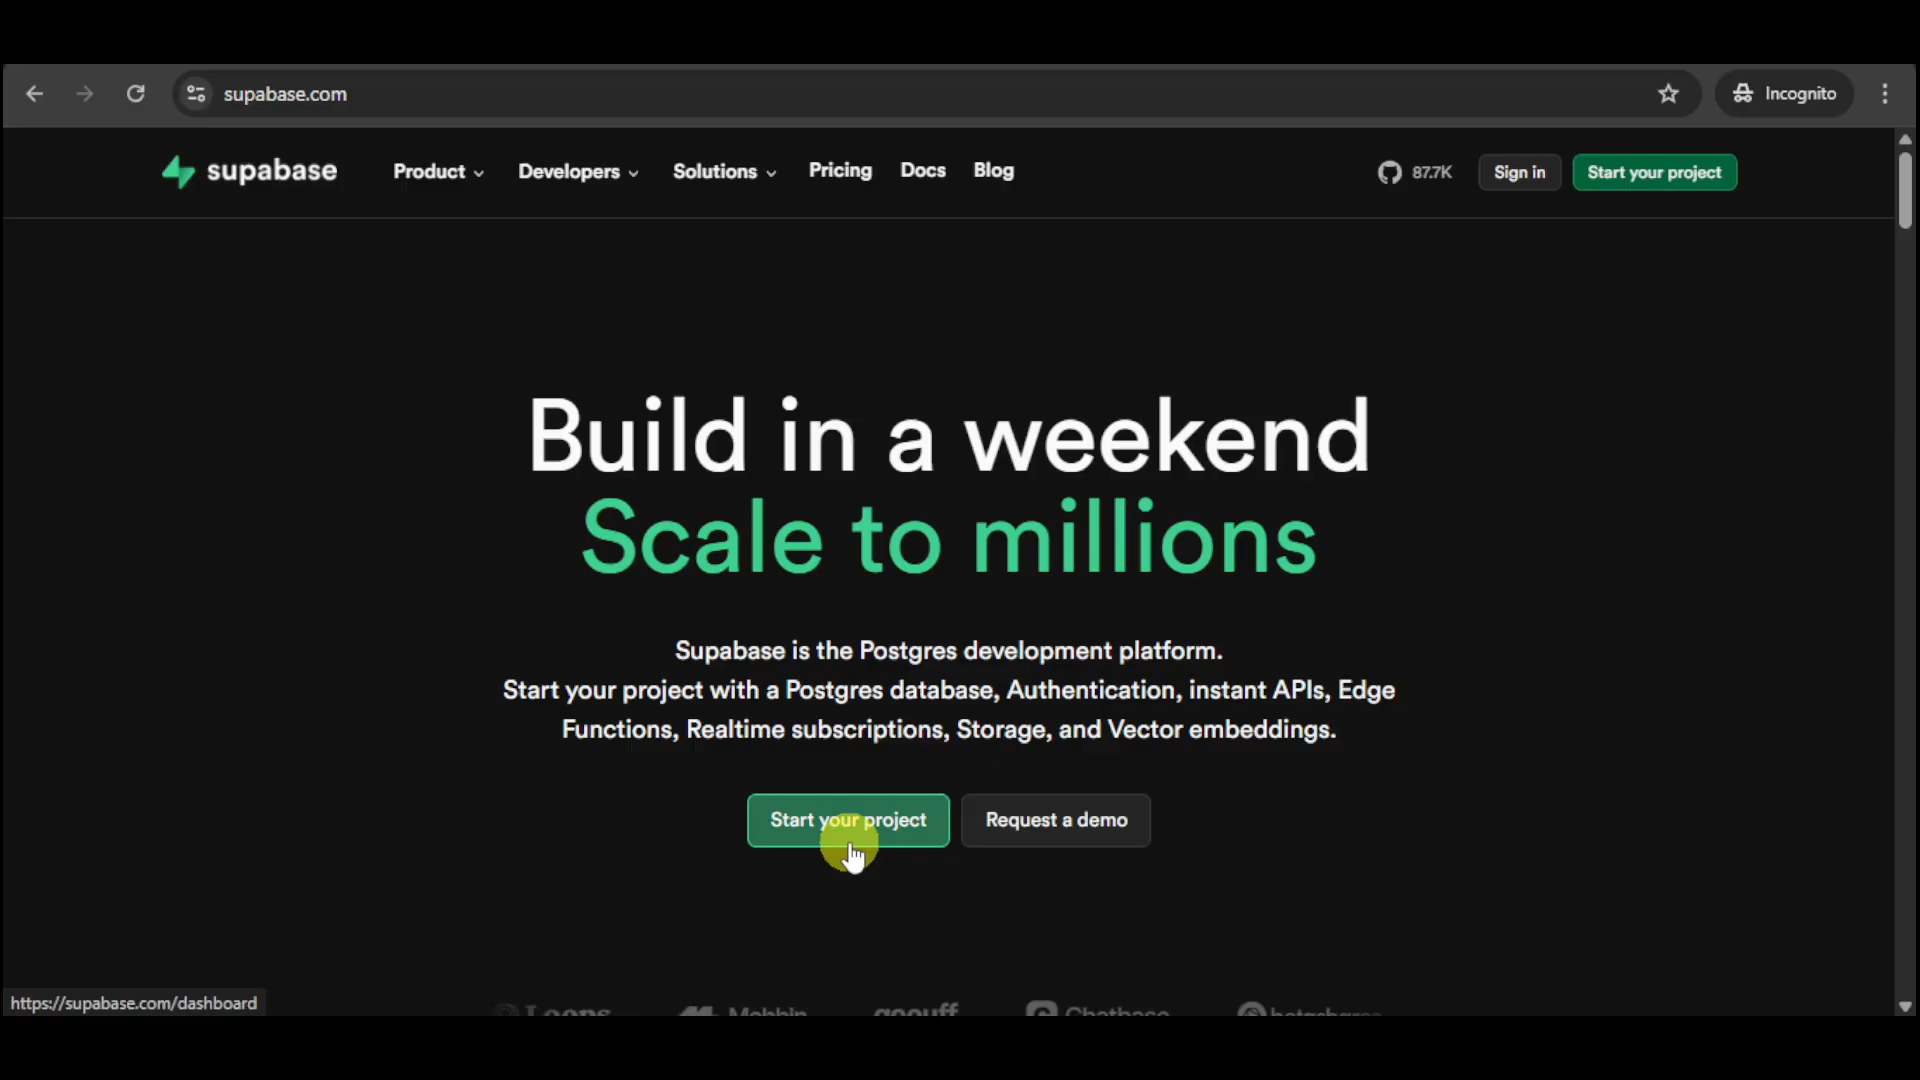 supabase.com
Incognito
supabase
Product
Developers
Solutions
Pricing
Docs
Blog
87.7K
Sign in
Start your project
Build in a weekend
Scale to millions
Supabase is the Postgres development platform.
Start your project with a Postgres database, Authentication, instant APIs, Edge
Functions, Realtime subscriptions, Storage, and Vector embeddings.
Start your project
Request a demo
https://supabase.com/dashboard
Loops
Mobbin
gopuff
Chatbase